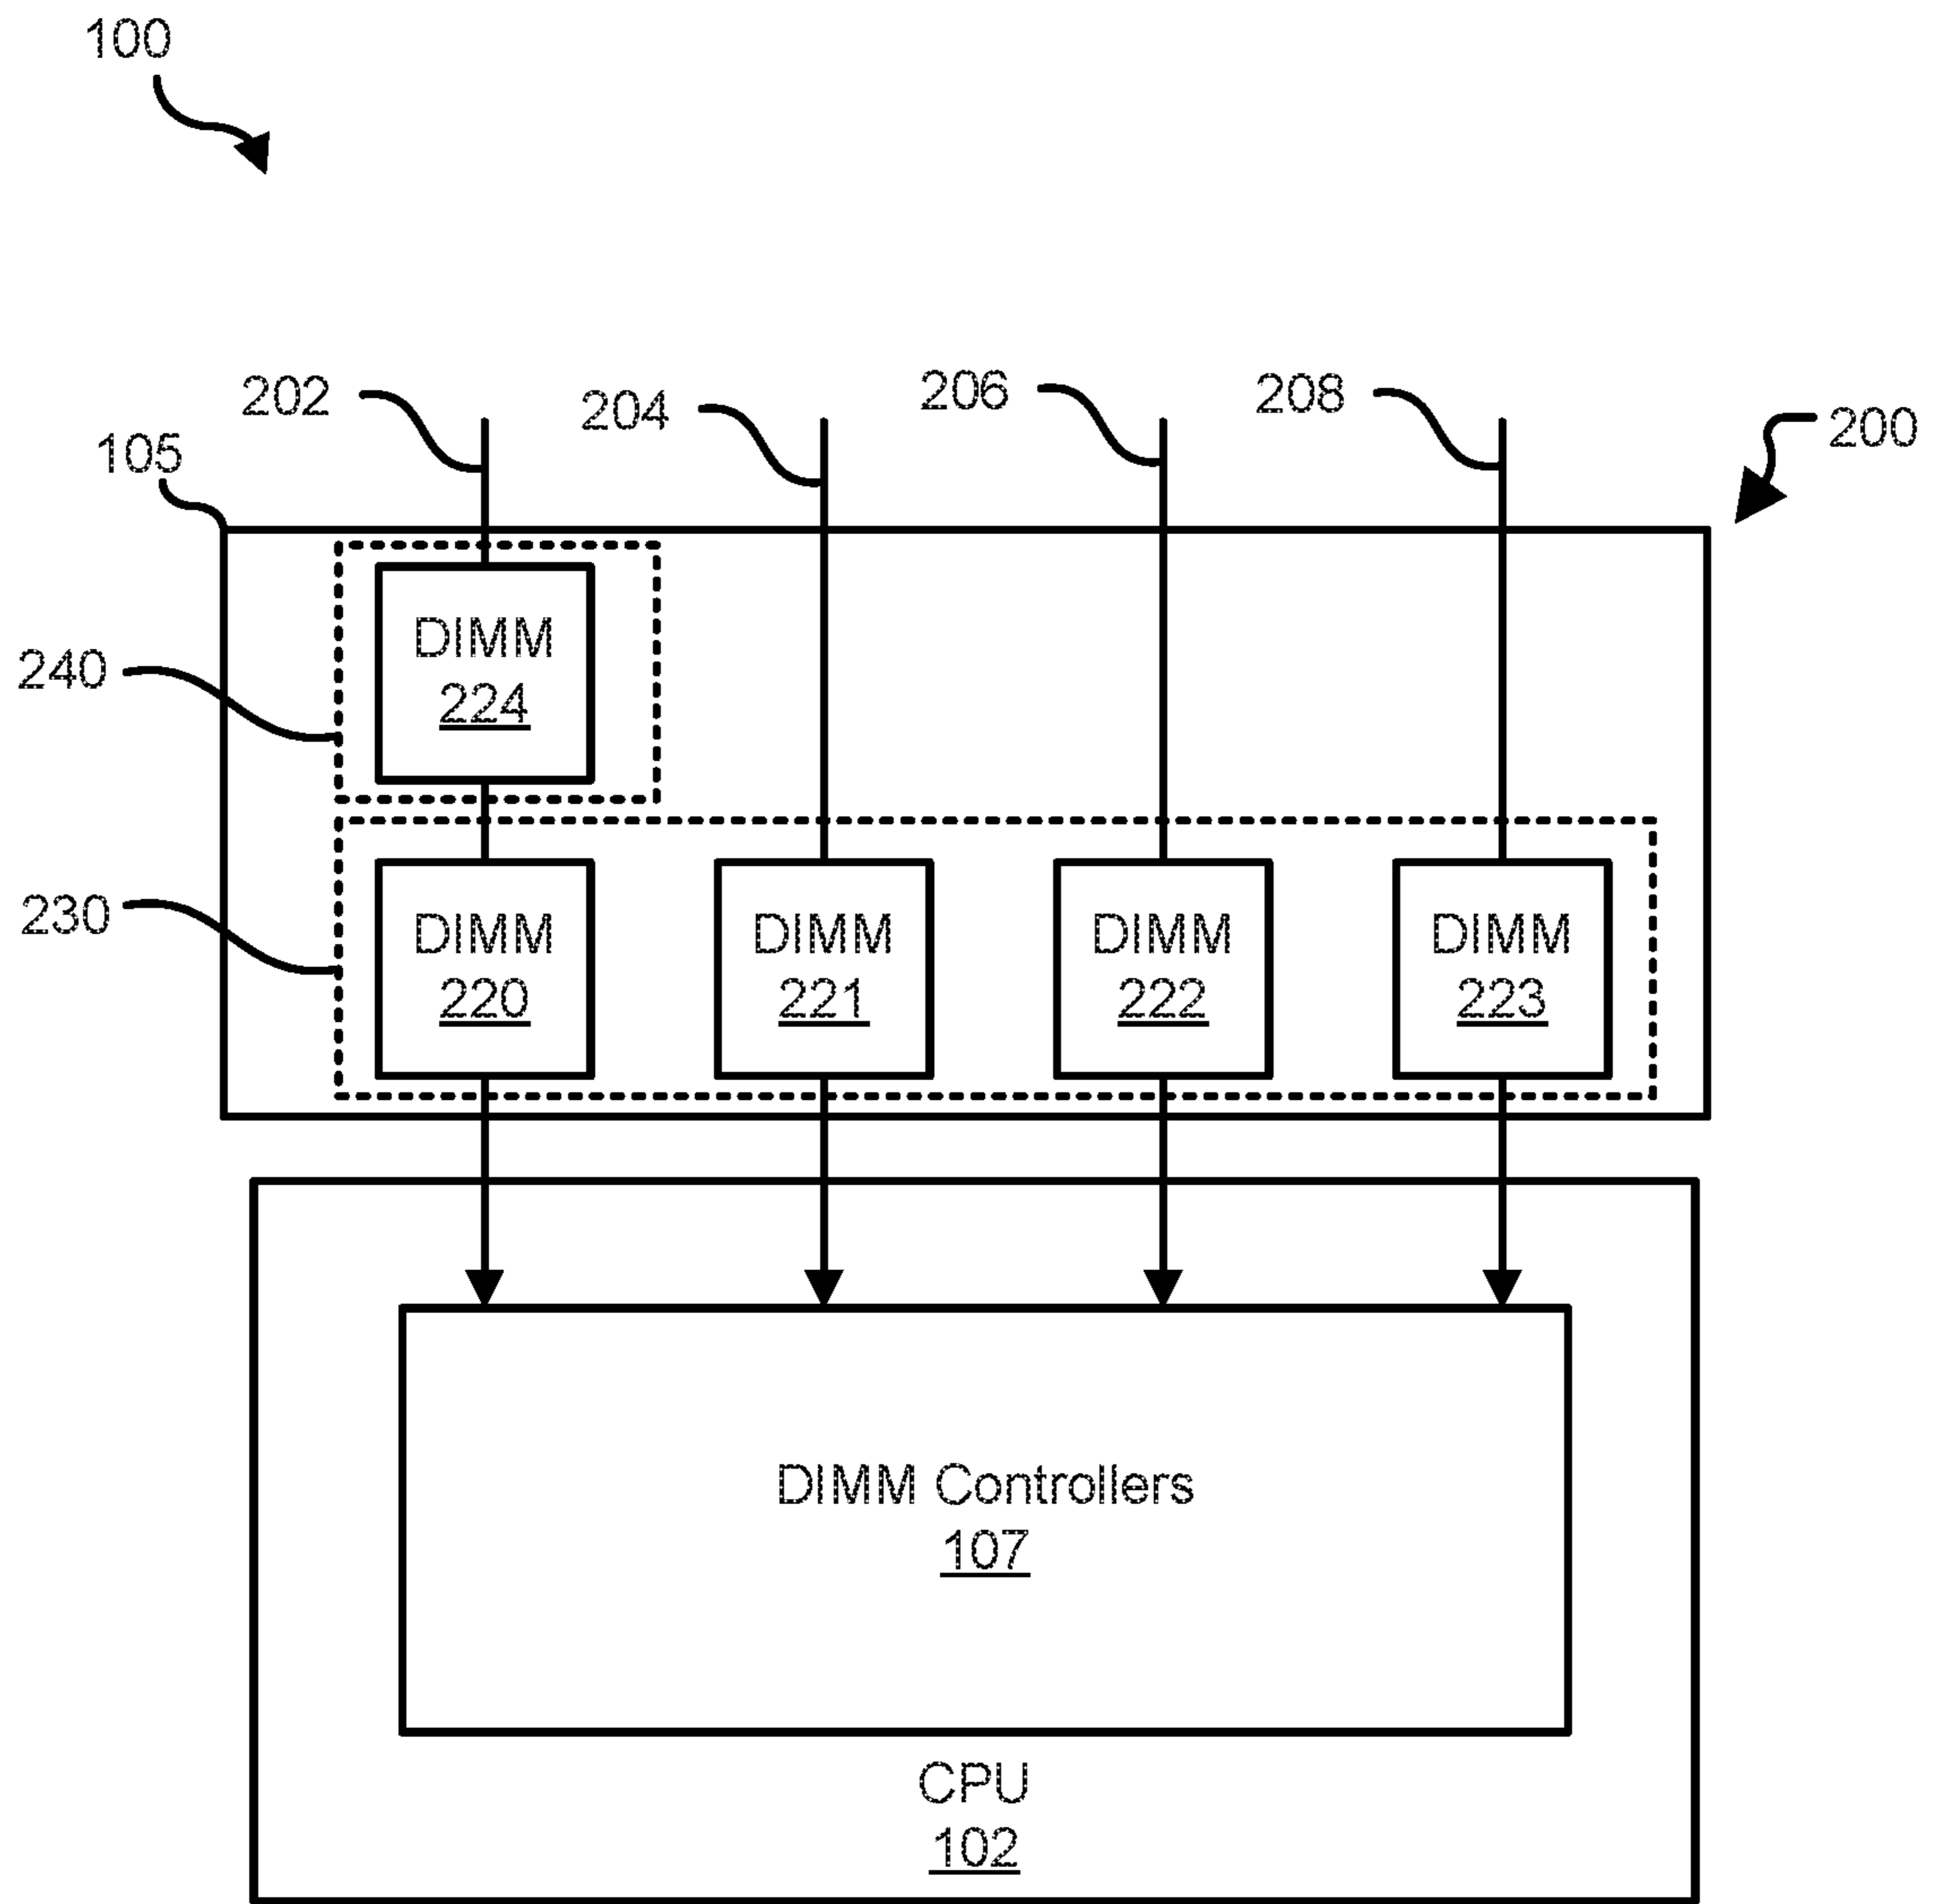 100
202
204
206
208
200
105
DIMM
224
240
230
DIMM
220
DIMM
221
DIMM
222
DIMM
223
DIMM Controllers
107
CPU
102